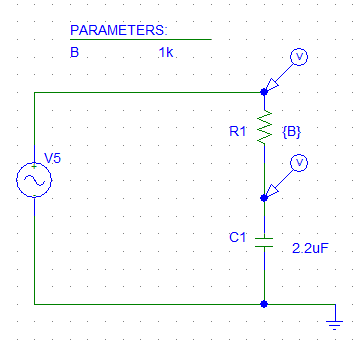 PARAMETERS:
B 1k
V
V5
R1 {B}
V
C1
2.2uF